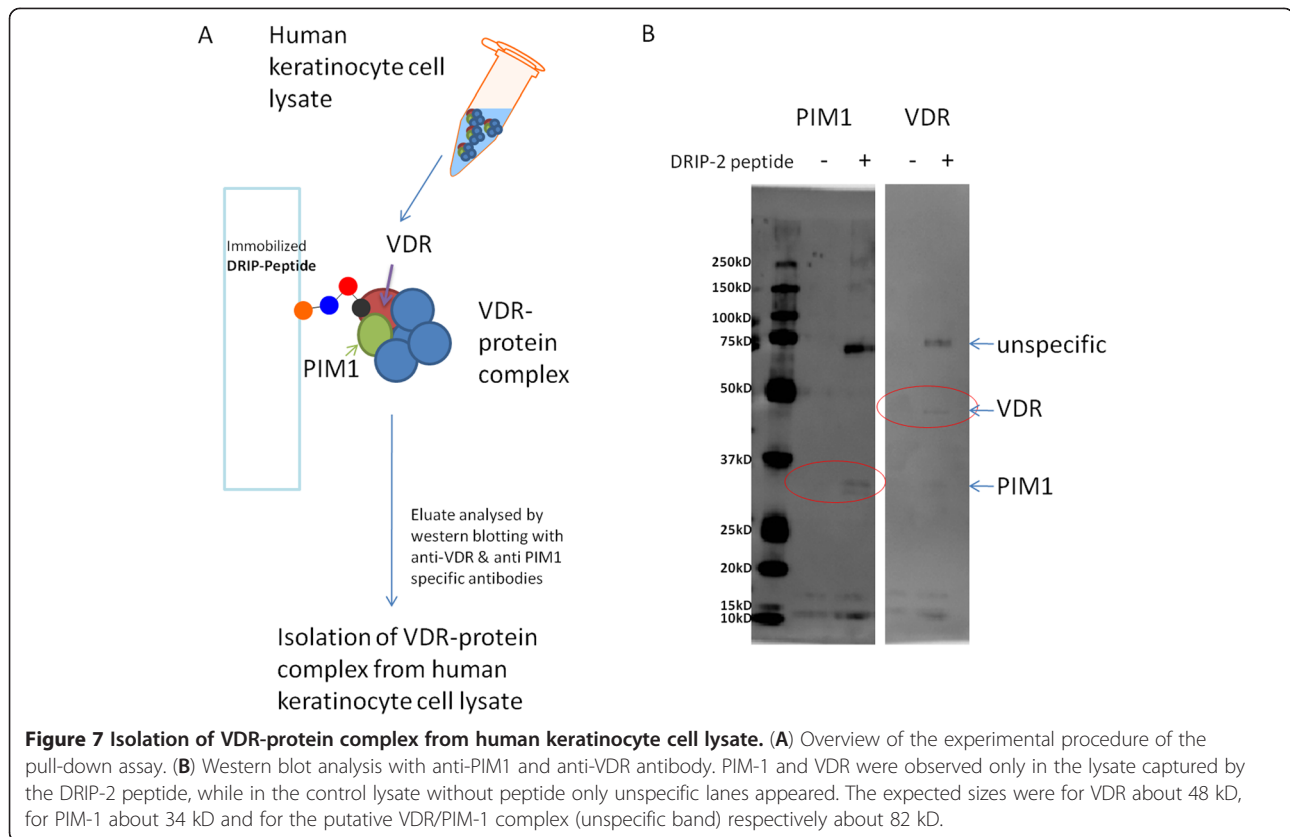 A
Human
keratinocyte cell
lysate
Immobilized
DRIP-Peptide
VDR
PIM1
VDR-
protein
complex
Eluate analysed by
western blotting with
anti-VDR & anti PIM1
specific antibodies
Isolation of VDR-protein
complex from human
keratinocyte cell lysate
B
PIM1 VDR
DRIP-2 peptide - + - +
250kD
150kD
100kD
75kD
50kD
37kD
25kD
20kD
15kD
10kD
unspecific
VDR
PIM1
Figure 7 Isolation of VDR-protein complex from human keratinocyte cell lysate. (A) Overview of the experimental procedure of the
pull-down assay. (B) Western blot analysis with anti-PIM1 and anti-VDR antibody. PIM-1 and VDR were observed only in the lysate captured by
the DRIP-2 peptide, while in the control lysate without peptide only unspecific lanes appeared. The expected sizes were for VDR about 48 kD,
for PIM-1 about 34 kD and for the putative VDR/PIM-1 complex (unspecific band) respectively about 82 kD.